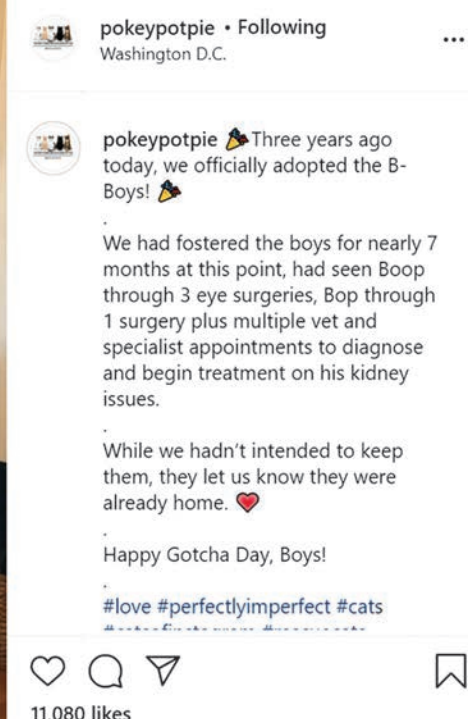 pokeypotpie • Following
Washington D.C.
...
pokeypotpie 🎉Three years ago
today, we officially adopted the B-
Boys! 🎉
.
We had fostered the boys for nearly 7
months at this point, had seen Boop
through 3 eye surgeries, Bop through
1 surgery plus multiple vet and
specialist appointments to diagnose
and begin treatment on his kidney
issues.
.
While we hadn't intended to keep
them, they let us know they were
already home. ❤️
.
Happy Gotcha Day, Boys!
.
#love #perfectlyimperfect #cats
11,080 likes